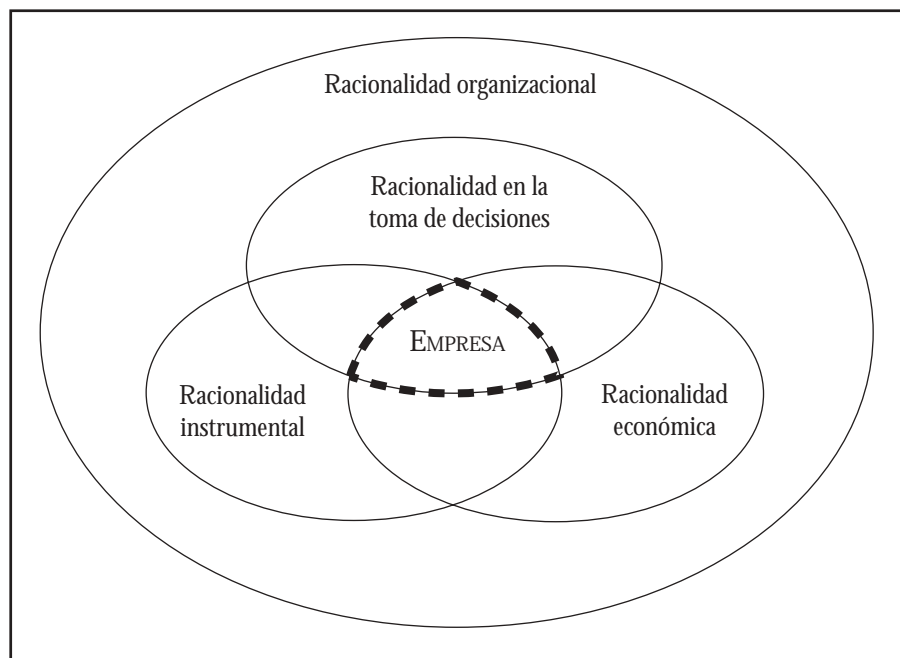 Racionalidad organizacional
Racionalidad en la
toma de decisiones
EMPRESA
Racionalidad
instrumental
Racionalidad
económica